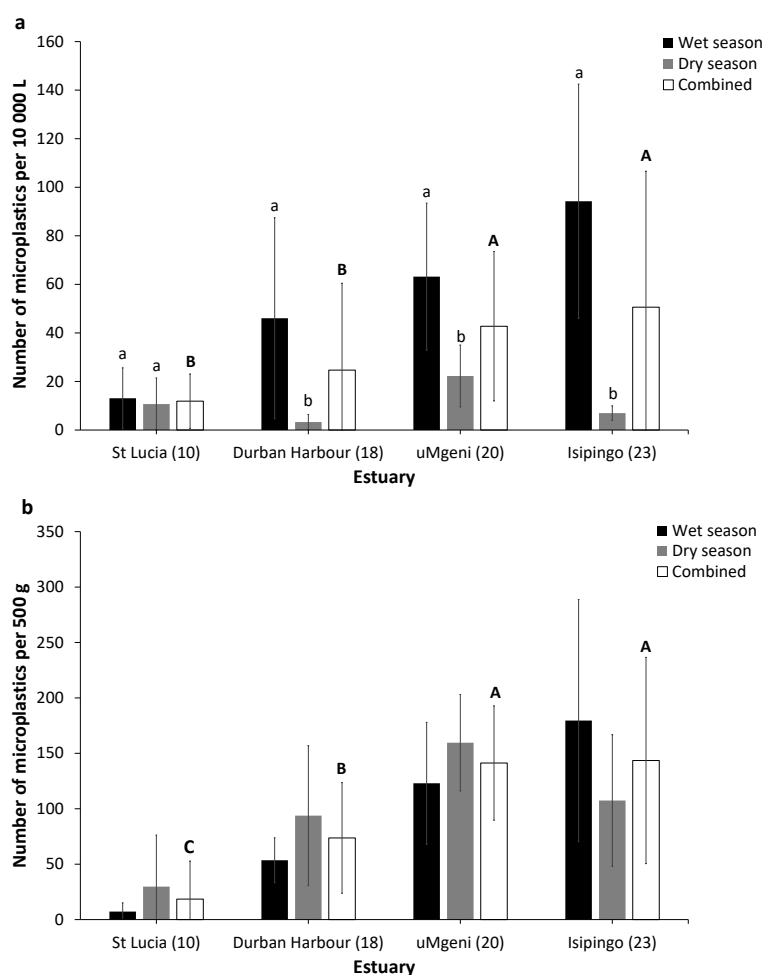 a
Number of microplastics per 10 000 L
160
140
120
100
80
60
40
20
0
Wet season
Dry season
Combined
a
a
B
a
b
B
a
b
A
a
b
A
St Lucia (10)
Durban Harbour (18)
uMgeni (20)
Isipingo (23)
Estuary
b
Number of microplastics per 500 g
350
300
250
200
150
100
50
0
Wet season
Dry season
Combined
C
B
A
A
St Lucia (10)
Durban Harbour (18)
uMgeni (20)
Isipingo (23)
Estuary